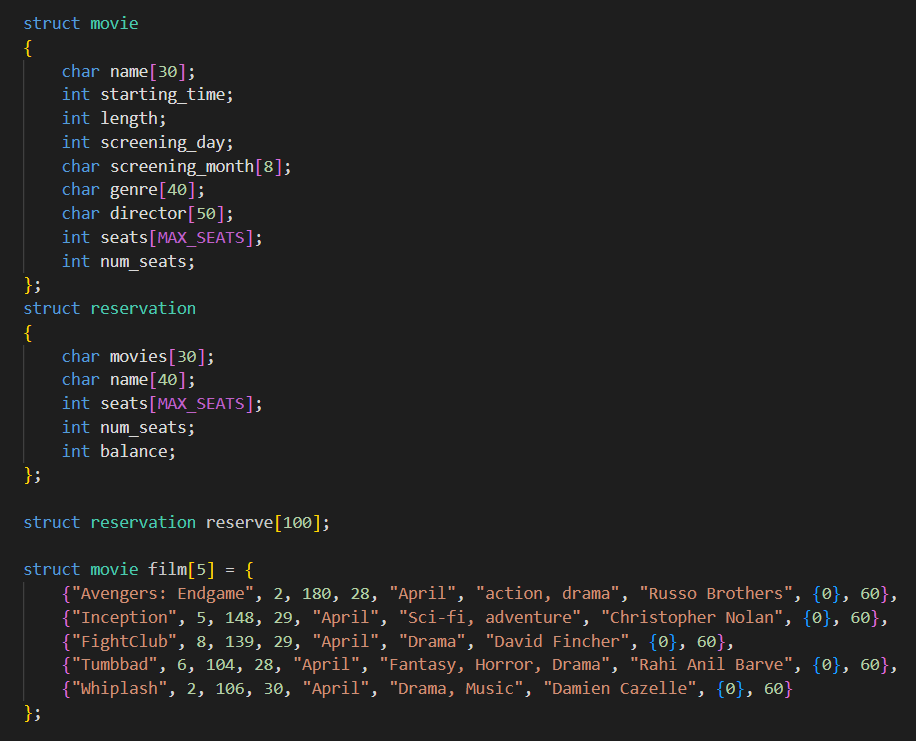 struct movie
{
    char name[30];
    int starting_time;
    int length;
    int screening_day;
    char screening_month[8];
    char genre[40];
    char director[50];
    int seats[MAX_SEATS];
    int num_seats;
};
struct reservation
{
    char movies[30];
    char name[40];
    int seats[MAX_SEATS];
    int num_seats;
    int balance;
};

struct reservation reserve[100];

struct movie film[5] = {
    {"Avengers: Endgame", 2, 180, 28, "April", "action, drama", "Russo Brothers", {0}, 60},
    {"Inception", 5, 148, 29, "April", "Sci-fi, adventure", "Christopher Nolan", {0}, 60},
    {"FightClub", 8, 139, 29, "April", "Drama", "David Fincher", {0}, 60},
    {"Tumbbad", 6, 104, 28, "April", "Fantasy, Horror, Drama", "Rahi Anil Barve", {0}, 60},
    {"Whiplash", 2, 106, 30, "April", "Drama, Music", "Damien Cazelle", {0}, 60}
};